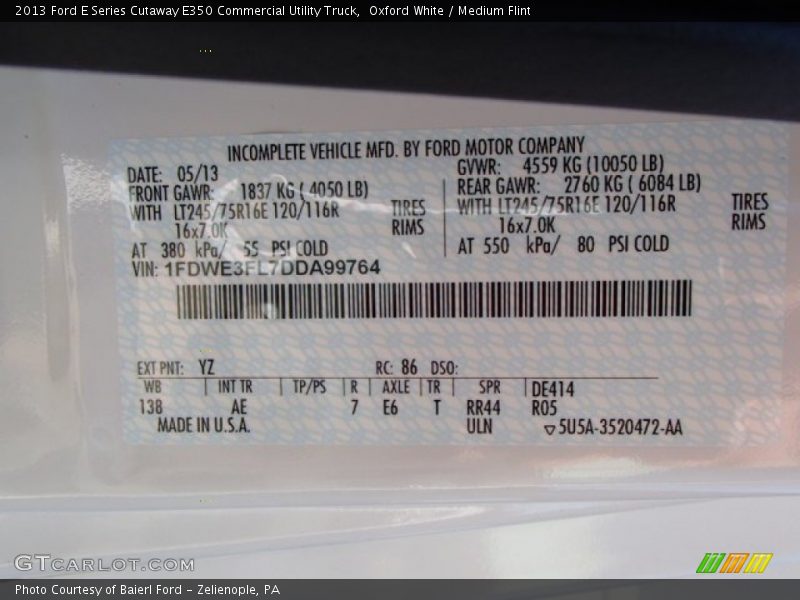 2013 Ford E Series Cutaway E350 Commercial Utility Truck,  Oxford White / Medium Flint
INCOMPLETE VEHICLE MFD. BY FORD MOTOR COMPANY
DATE: 05/13 GVWR: 4559 KG (10050 LB)
FRONT GAWR: 1837 KG ( 4050 LB) REAR GAWR: 2760 KG ( 6084 LB)
WITH LT245/75R16E 120/116R TIRES WITH LT245/75R16E 120/116R TIRES
16x7.0K RIMS 16x7.0K RIMS
AT 380 kPa/ 55 PSI COLD AT 550 kPa/ 80 PSI COLD
VIN: 1FDWE3FL7DDA99764
EXT PNT: YZ RC: 86 DSO:
WB INT TR TP/PS R AXLE TR SPR DE414
138 AE 7 E6 T RR44 R05
MADE IN U.S.A. ULN ▽5U5A-3520472-AA
GTCARLOT.COM
Photo Courtesy of Baierl Ford - Zelienople, PA